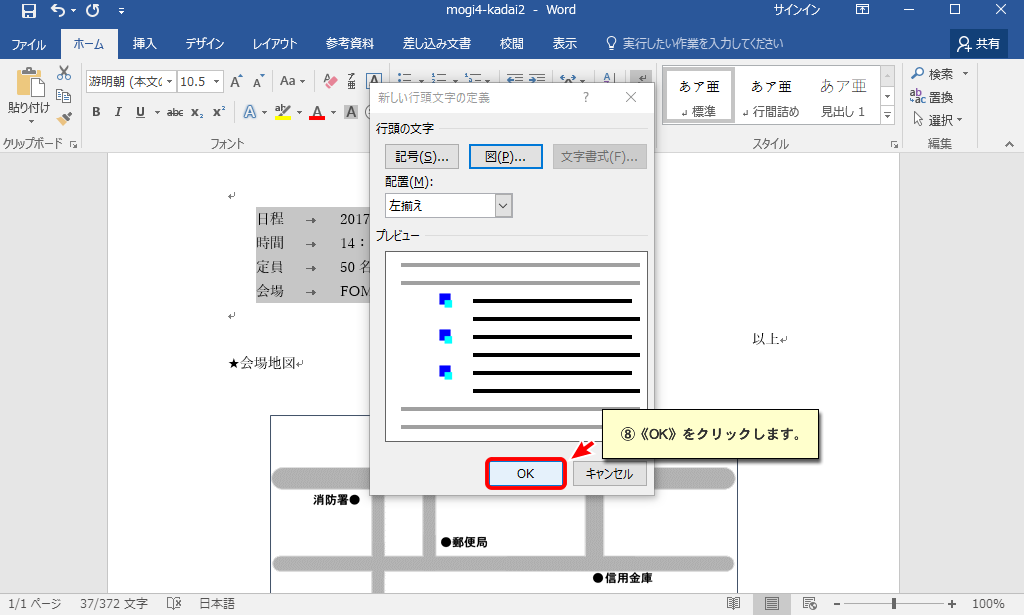 mogi4-kadai2 - Word
サインイン
ファイル ホーム 挿入 デザイン レイアウト 参考資料 差し込み文書 校閲 表示 実行したい作業を入力してください 共有
貼り付け
游明朝 (本文の 10.5 A A Aa
B I U abc x₂ x² A ab A A
クリップボード フォント
あア亜 あア亜 あア亜
↲ 標準 ↲ 行間詰め 見出し 1
スタイル
検索
置換
選択
編集
新しい行頭文字の定義 ?
行頭の文字
記号(S)... 図(P)... 文字書式(F)...
配置(M):
左揃え
プレビュー
OK キャンセル
⑧《OK》をクリックします。
日程 → 2017
時間 → 14：
定員 → 50 名
会場 → FOM
以上
★会場地図
消防署●
●郵便局
●信用金庫
1/1 ページ 37/372 文字 日本語 100%